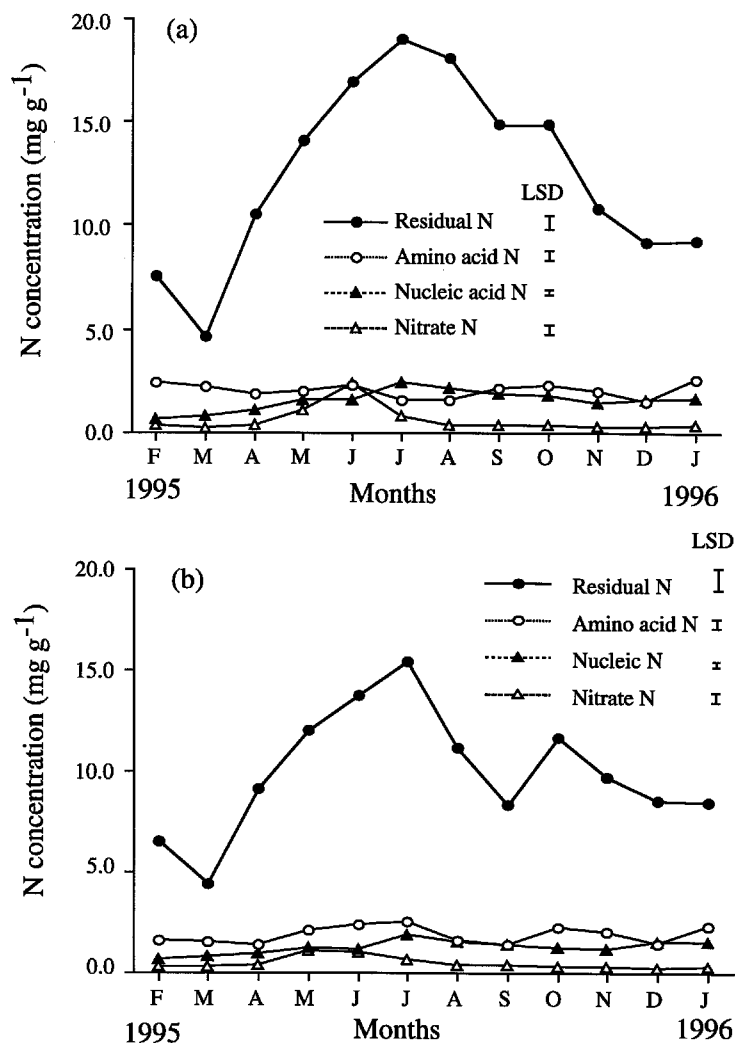 20.0
(a)
15.0
10.0
5.0
0.0
N concentration (mg g-1)
LSD
Residual N
Amino acid N
Nucleic acid N
Nitrate N
F M A M J J A S O N D J
1995 Months 1996
LSD
20.0
(b)
15.0
10.0
5.0
0.0
N concentration (mg g-1)
Residual N
Amino acid N
Nucleic N
Nitrate N
F M A M J J A S O N D J
1995 Months 1996